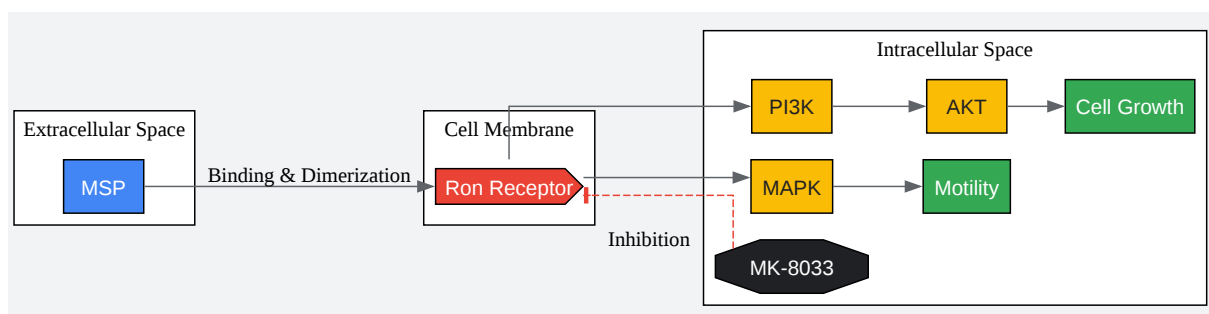 Extracellular Space
MSP
Binding & Dimerization
Cell Membrane
Ron Receptor
Inhibition
Intracellular Space
PI3K
AKT
Cell Growth
MAPK
Motility
MK-8033